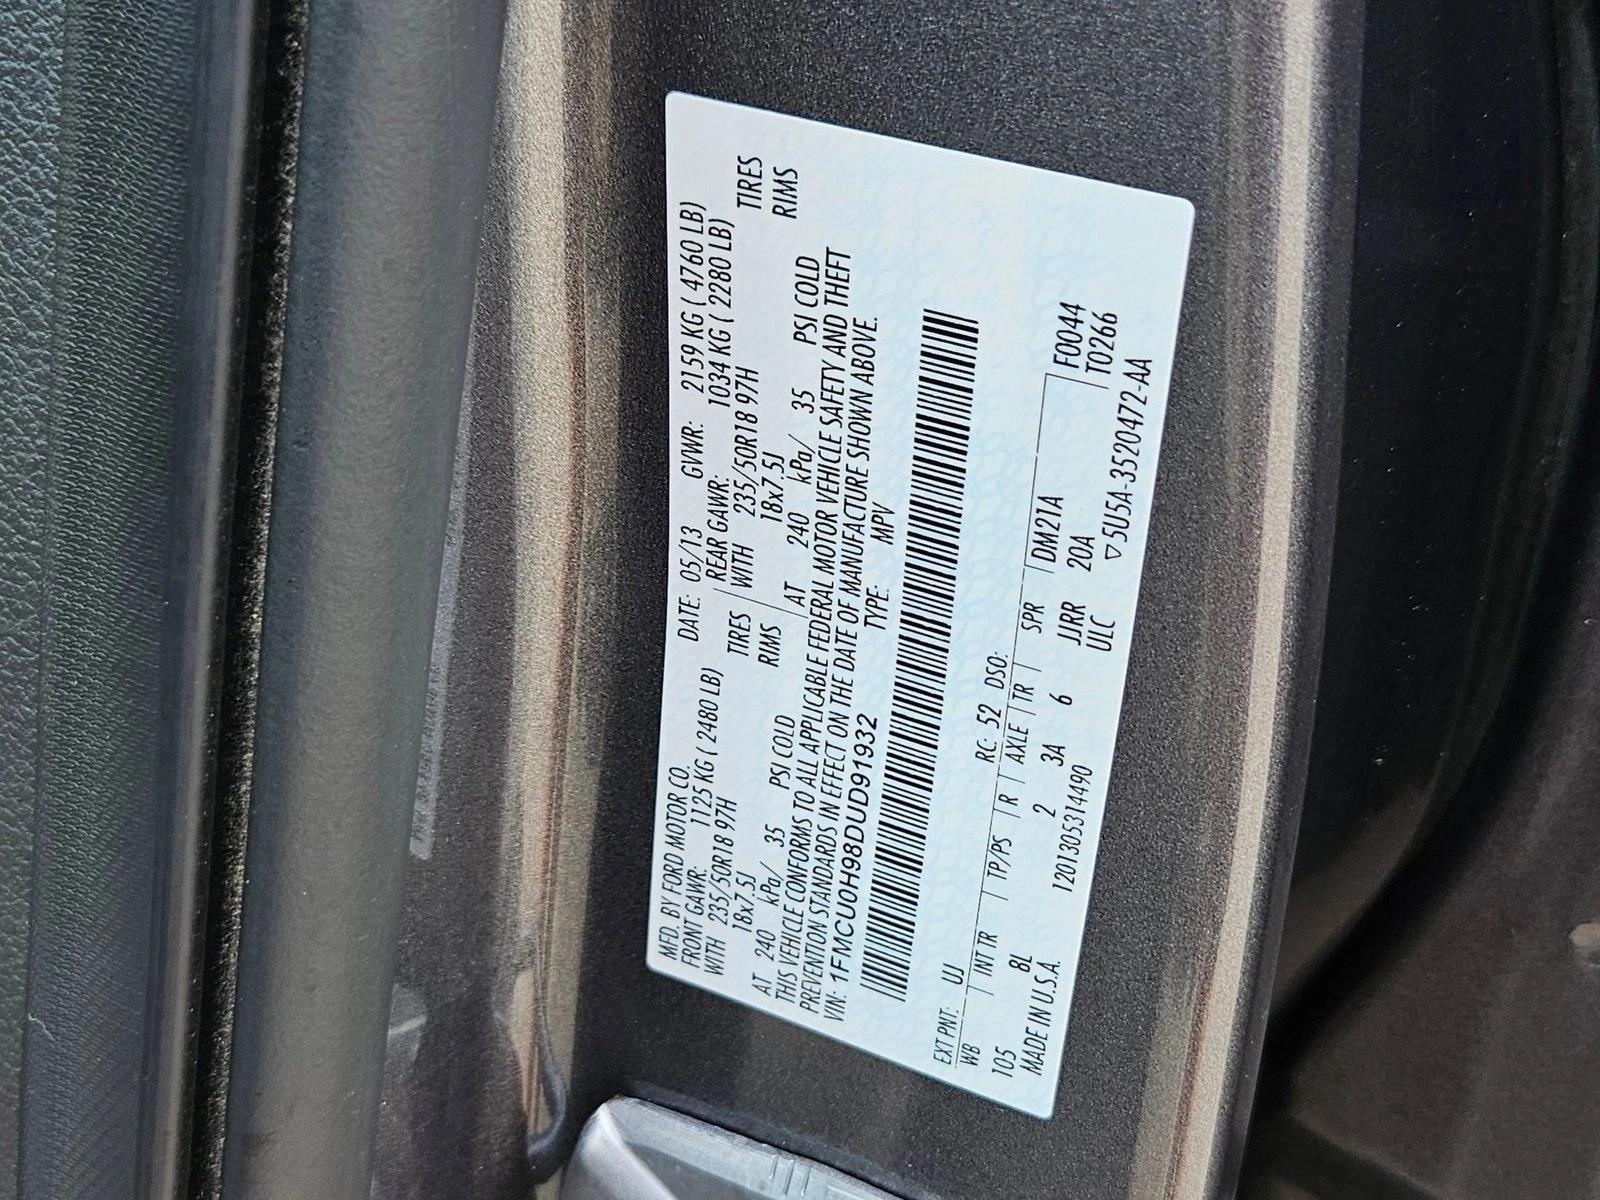 MFD. BY FORD MOTOR CO. DATE: 05/13 GVWR: 2159 KG ( 4760 LB)
FRONT GAWR: 1125 KG ( 2480 LB) REAR GAWR: 1034 KG ( 2280 LB)
WITH 235/50R18 97H TIRES WITH 235/50R18 97H TIRES
18x7.5J RIMS 18x7.5J RIMS
AT 240 kPa/ 35 PSI COLD AT 240 kPa/ 35 PSI COLD
THIS VEHICLE CONFORMS TO ALL APPLICABLE FEDERAL MOTOR VEHICLE SAFETY AND THEFT
PREVENTION STANDARDS IN EFFECT ON THE DATE OF MANUFACTURE SHOWN ABOVE.
VIN: 1FMCU0H98DUD91932 TYPE: MPV
EXT PNT: UJ RC: 52 DSO:
WB INT TR TP/PS R AXLE TR SPR DM21A F0044
105 8L 2 3A 6 JJRR 20A T0266
MADE IN U.S.A. 1201305314490 ULC ▽5U5A-3520472-AA